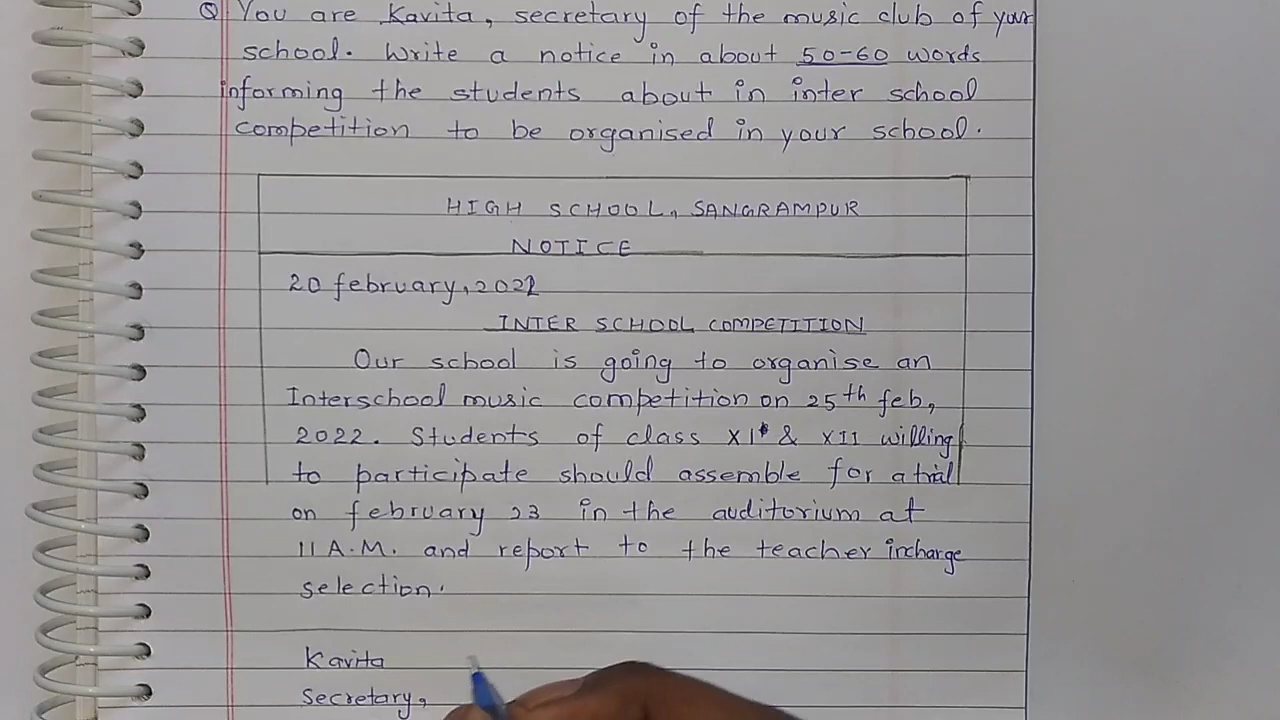 Q You are Kavita, secretary of the music club of your
school. Write a notice in about 50-60 words
informing the students about in inter school
competition to be organised in your school.
HIGH SCHOOL, SANGRAMPUR
NOTICE
20 february, 2022
INTER SCHOOL COMPETITION
Our school is going to organise an
Interschool music competition on 25th feb,
2022. Students of class XI & XII willing
to participate should assemble for a trial
on february 23 in the auditorium at
11 A.M. and report to the teacher incharge
selection.
Kavita
Secretary,